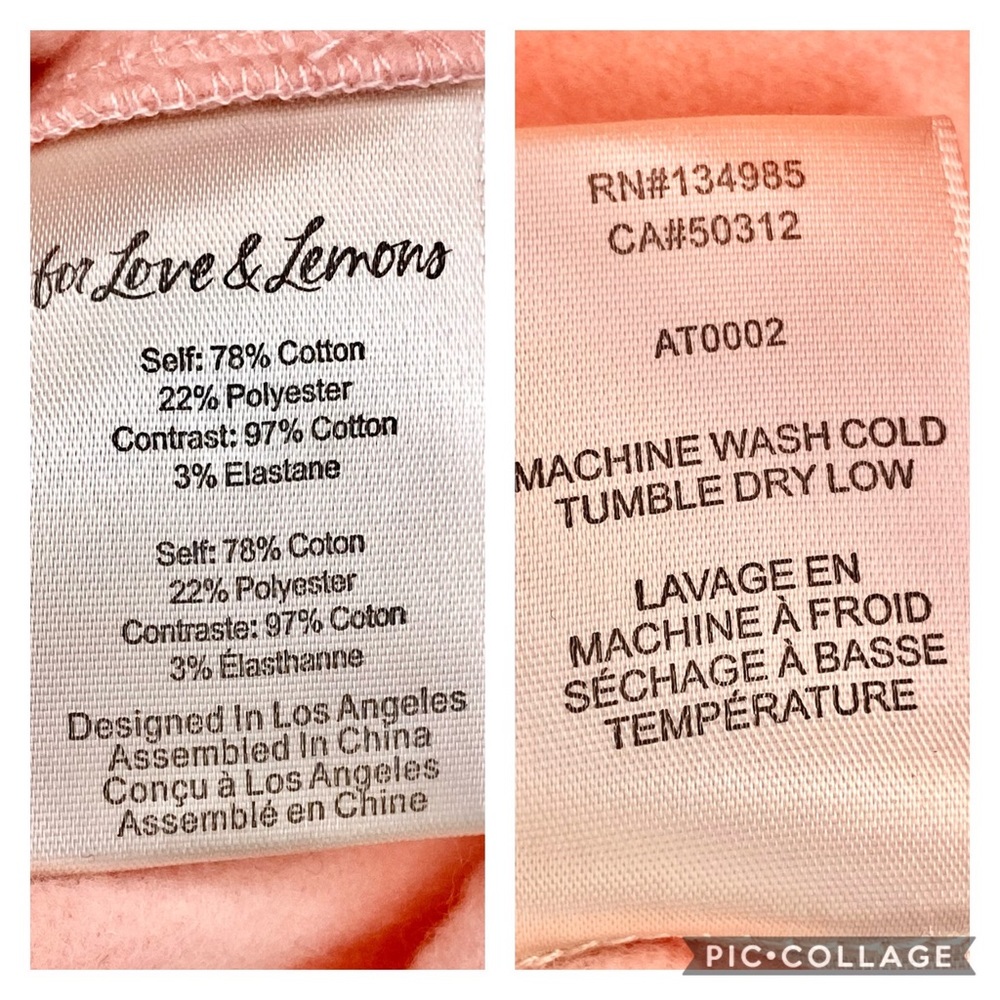 for Love & Lemons
Self: 78% Cotton
22% Polyester
Contrast: 97% Cotton
3% Elastane
Self: 78% Coton
22% Polyester
Contraste: 97% Coton
3% Élasthanne
Designed In Los Angeles
Assembled In China
Conçu à Los Angeles
Assemblé en Chine
RN#134985
CA#50312
AT0002
MACHINE WASH COLD
TUMBLE DRY LOW
LAVAGE EN
MACHINE À FROID
SÉCHAGE À BASSE
TEMPÉRATURE
PIC•COLLAGE